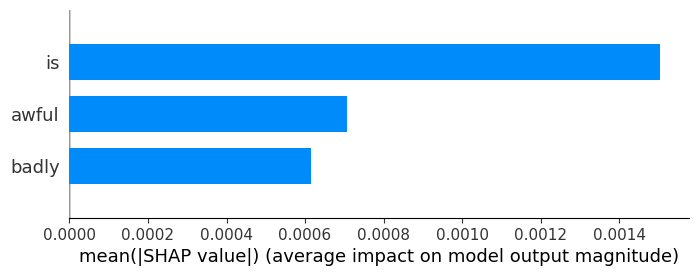 is
awful
badly
0.0000 0.0002 0.0004 0.0006 0.0008 0.0010 0.0012 0.0014
mean(|SHAP value|) (average impact on model output magnitude)